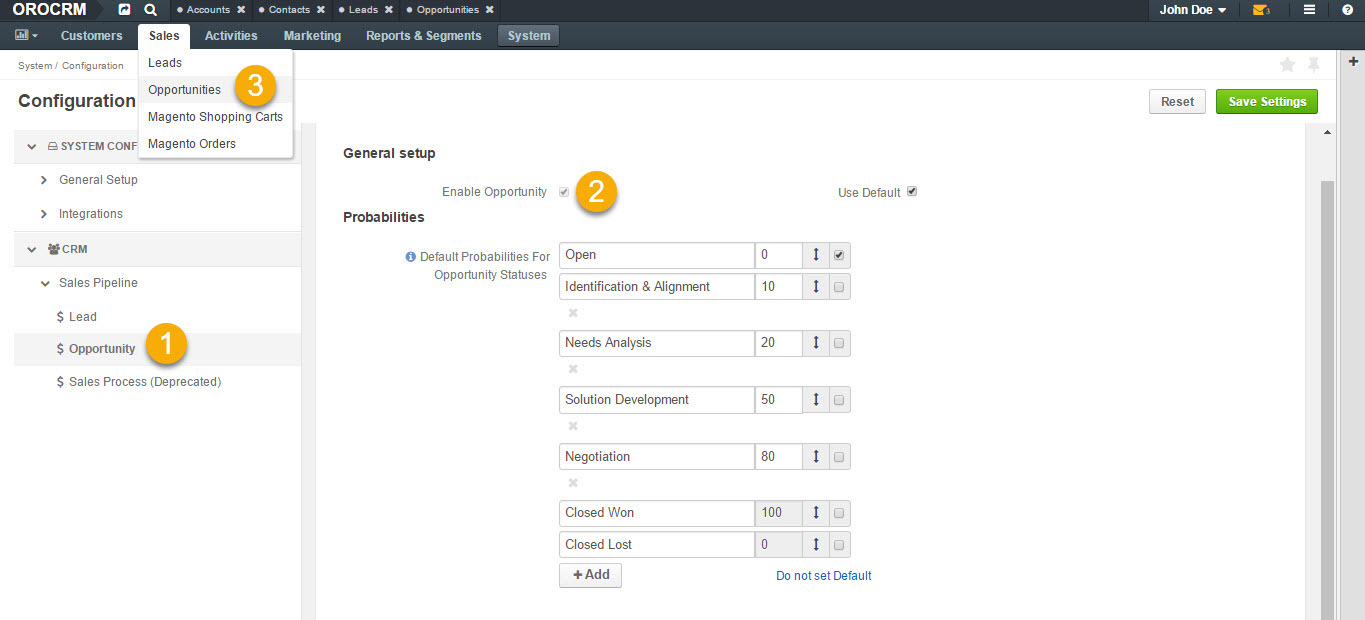 OROCRM Accounts Contacts Leads Opportunities John Doe 3
Customers Sales Activities Marketing Reports & Segments System
System / Configuration
Leads
Opportunities 3
Magento Shopping Carts
Magento Orders
Configuration Reset Save Settings
SYSTEM CONF
General Setup
Integrations
CRM
Sales Pipeline
$ Lead
$ Opportunity 1
$ Sales Process (Deprecated)
General setup
Enable Opportunity 2 Use Default
Probabilities
Default Probabilities For
Opportunity Statuses
Open 0
Identification & Alignment 10
Needs Analysis 20
Solution Development 50
Negotiation 80
Closed Won 100
Closed Lost 0
+ Add Do not set Default